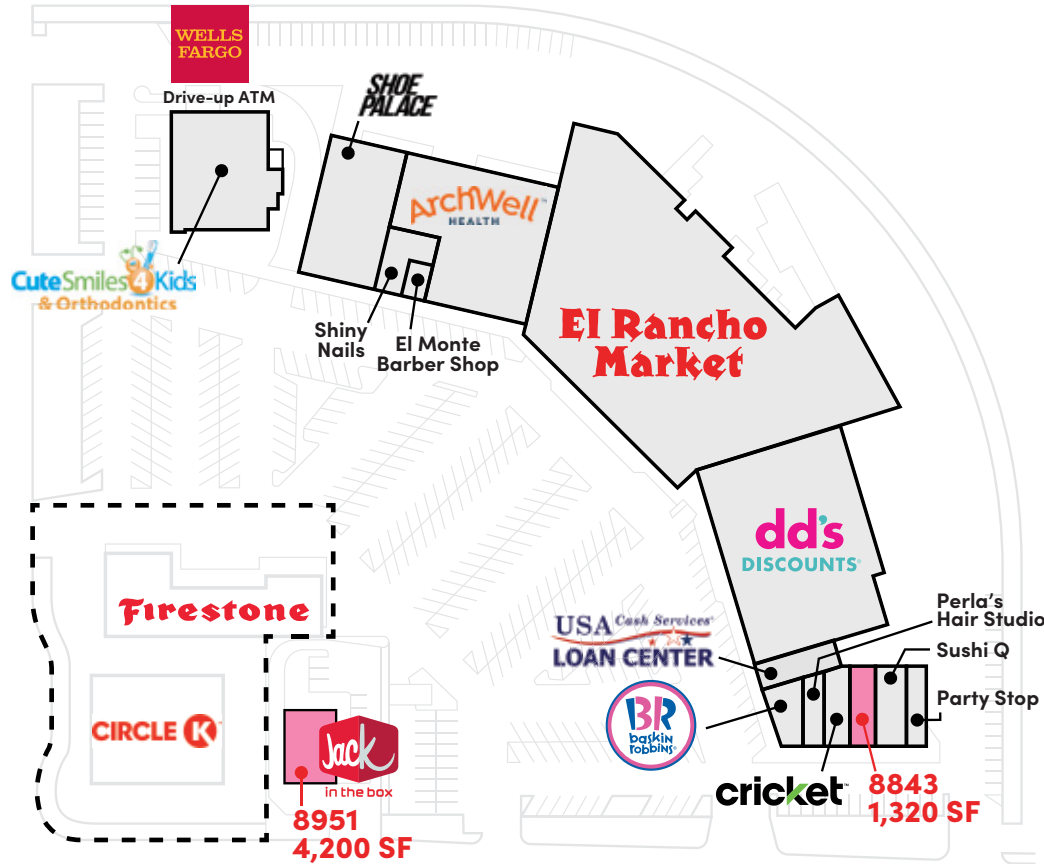 WELLS
FARGO
Drive-up ATM
SHOE
PALACE
ArchWell™
HEALTH
CuteSmiles4Kids
& Orthodontics
Shiny
Nails
El Monte
Barber Shop
El Rancho
Market
dd's
DISCOUNTS®
Firestone
CIRCLE K
Jack
in the box
8951
4,200 SF
USA Cash Services®
LOAN CENTER
BR
baskin
robbins®
cricket™
8843
1,320 SF
Perla's
Hair Studio
Sushi Q
Party Stop